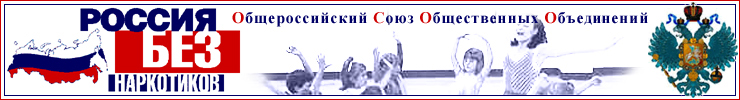 РОССИЯ
БЕЗ
НАРКОТИКОВ
Общероссийский Союз Общественных Объединений